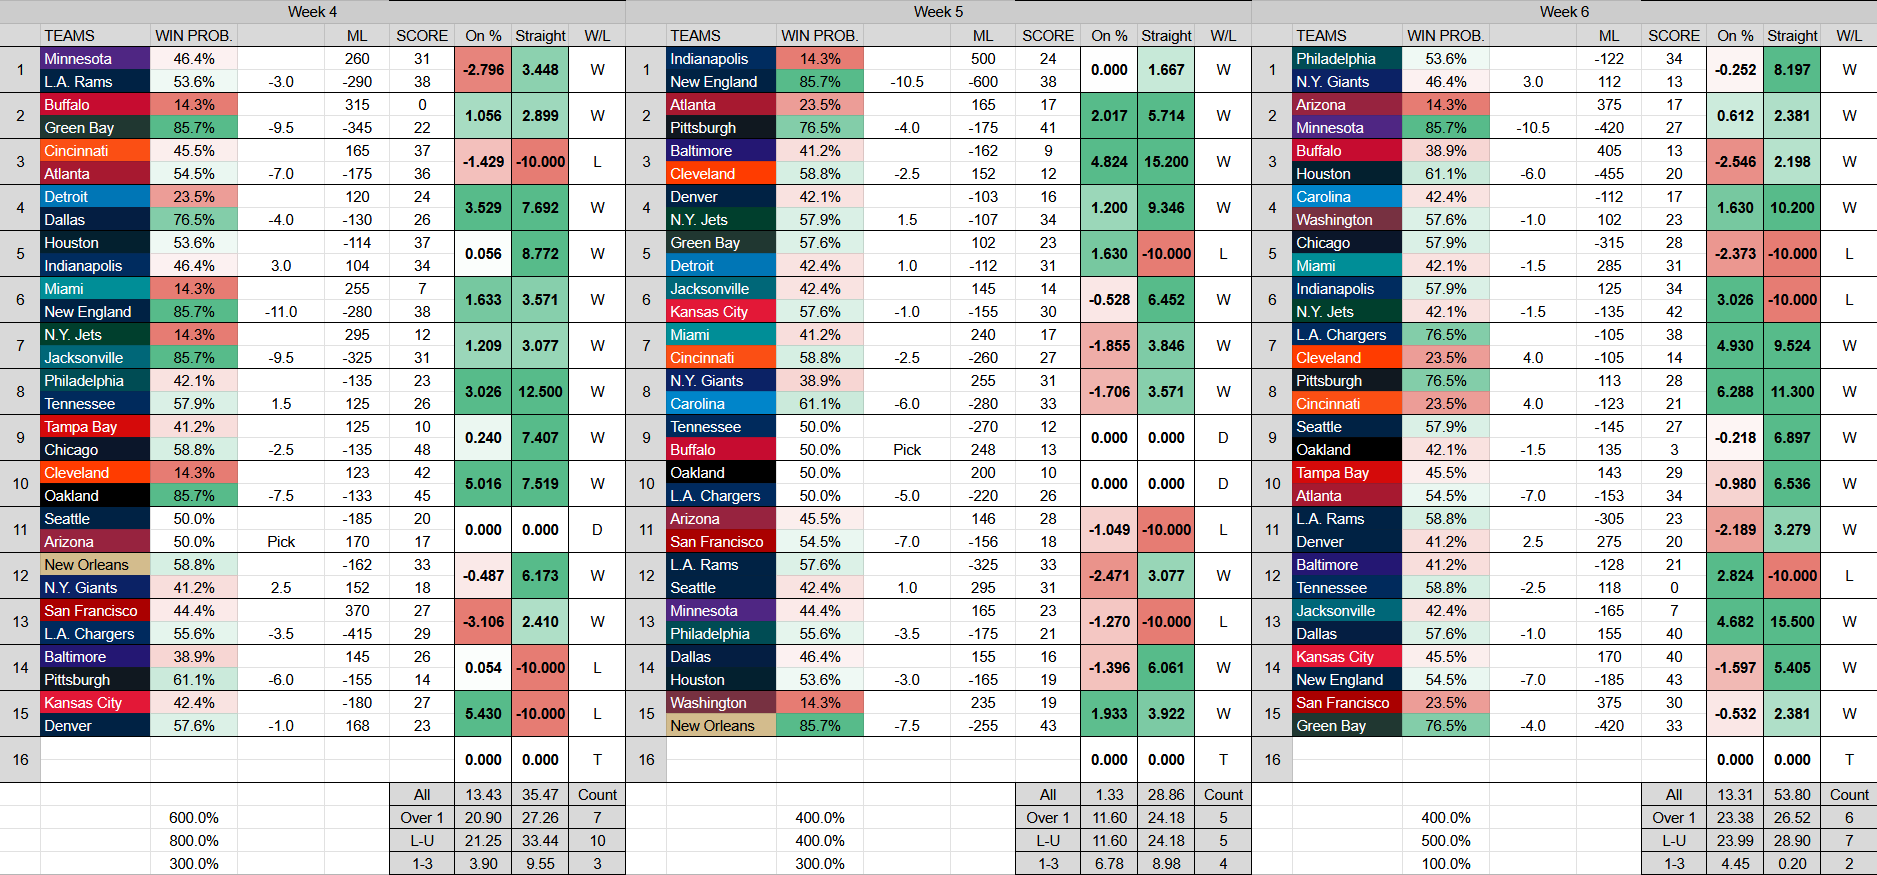 Week 4 Week 5 Week 6
TEAMS WIN PROB. ML SCORE On % Straight W/L TEAMS WIN PROB. ML SCORE On % Straight W/L TEAMS WIN PROB. ML SCORE On % Straight W/L
Minnesota 46.4% 260 31 Indianapolis 14.3% 500 24 Philadelphia 53.6% -122 34
1 -2.796 3.448 W 1 0.000 1.667 W 1 -0.252 8.197 W
L.A. Rams 53.6% -3.0 -290 38 New England 85.7% -10.5 -600 38 N.Y. Giants 46.4% 3.0 112 13
Buffalo 14.3% 315 0 Atlanta 23.5% 165 17 Arizona 14.3% 375 17
2 1.056 2.899 W 2 2.017 5.714 W 2 0.612 2.381 W
Green Bay 85.7% -9.5 -345 22 Pittsburgh 76.5% -4.0 -175 41 Minnesota 85.7% -10.5 -420 27
Cincinnati 45.5% 165 37 Baltimore 41.2% -162 9 Buffalo 38.9% 405 13
3 -1.429 -10.000 L 3 4.824 15.200 W 3 -2.546 2.198 W
Atlanta 54.5% -7.0 -175 36 Cleveland 58.8% -2.5 152 12 Houston 61.1% -6.0 -455 20
Detroit 23.5% 120 24 Denver 42.1% -103 16 Carolina 42.4% -112 17
4 3.529 7.692 W 4 1.200 9.346 W 4 1.630 10.200 W
Dallas 76.5% -4.0 -130 26 N.Y. Jets 57.9% 1.5 -107 34 Washington 57.6% -1.0 102 23
Houston 53.6% -114 37 Green Bay 57.6% 102 23 Chicago 57.9% -315 28
5 0.056 8.772 W 5 1.630 -10.000 L 5 -2.373 -10.000 L
Indianapolis 46.4% 3.0 104 34 Detroit 42.4% 1.0 -112 31 Miami 42.1% -1.5 285 31
Miami 14.3% 255 7 Jacksonville 42.4% 145 14 Indianapolis 57.9% 125 34
6 1.633 3.571 W 6 -0.528 6.452 W 6 3.026 -10.000 L
New England 85.7% -11.0 -280 38 Kansas City 57.6% -1.0 -155 30 N.Y. Jets 42.1% -1.5 -135 42
N.Y. Jets 14.3% 295 12 Miami 41.2% 240 17 L.A. Chargers 76.5% -105 38
7 1.209 3.077 W 7 -1.855 3.846 W 7 4.930 9.524 W
Jacksonville 85.7% -9.5 -325 31 Cincinnati 58.8% -2.5 -260 27 Cleveland 23.5% 4.0 -105 14
Philadelphia 42.1% -135 23 N.Y. Giants 38.9% 255 31 Pittsburgh 76.5% 113 28
8 3.026 12.500 W 8 -1.706 3.571 W 8 6.288 11.300 W
Tennessee 57.9% 1.5 125 26 Carolina 61.1% -6.0 -280 33 Cincinnati 23.5% 4.0 -123 21
Tampa Bay 41.2% 125 10 Tennessee 50.0% -270 12 Seattle 57.9% -145 27
9 0.240 7.407 W 9 0.000 0.000 D 9 -0.218 6.897 W
Chicago 58.8% -2.5 -135 48 Buffalo 50.0% Pick 248 13 Oakland 42.1% -1.5 135 3
Cleveland 14.3% 123 42 Oakland 50.0% 200 10 Tampa Bay 45.5% 143 29
10 5.016 7.519 W 10 0.000 0.000 D 10 -0.980 6.536 W
Oakland 85.7% -7.5 -133 45 L.A. Chargers 50.0% -5.0 -220 26 Atlanta 54.5% -7.0 -153 34
Seattle 50.0% -185 20 Arizona 45.5% 146 28 L.A. Rams 58.8% -305 23
11 0.000 0.000 D 11 -1.049 -10.000 L 11 -2.189 3.279 W
Arizona 50.0% Pick 170 17 San Francisco 54.5% -7.0 -156 18 Denver 41.2% 2.5 275 20
New Orleans 58.8% -162 33 L.A. Rams 57.6% -325 33 Baltimore 41.2% -128 21
12 -0.487 6.173 W 12 -2.471 3.077 W 12 2.824 -10.000 L
N.Y. Giants 41.2% 2.5 152 18 Seattle 42.4% 1.0 295 31 Tennessee 58.8% -2.5 118 0
San Francisco 44.4% 370 27 Minnesota 44.4% 165 23 Jacksonville 42.4% -165 7
13 -3.106 2.410 W 13 -1.270 -10.000 L 13 4.682 15.500 W
L.A. Chargers 55.6% -3.5 -415 29 Philadelphia 55.6% -3.5 -175 21 Dallas 57.6% -1.0 155 40
Baltimore 38.9% 145 26 Dallas 46.4% 155 16 Kansas City 45.5% 170 40
14 0.054 -10.000 L 14 -1.396 6.061 W 14 -1.597 5.405 W
Pittsburgh 61.1% -6.0 -155 14 Houston 53.6% -3.0 -165 19 New England 54.5% -7.0 -185 43
Kansas City 42.4% -180 27 Washington 14.3% 235 19 San Francisco 23.5% 375 30
15 5.430 -10.000 L 15 1.933 3.922 W 15 -0.532 2.381 W
Denver 57.6% -1.0 168 23 New Orleans 85.7% -7.5 -255 43 Green Bay 76.5% -4.0 -420 33
16 0.000 0.000 T 16 0.000 0.000 T 16 0.000 0.000 T
All 13.43 35.47 Count All 1.33 28.86 Count All 13.31 53.80 Count
600.0% Over 1 20.90 27.26 7 400.0% Over 1 11.60 24.18 5 400.0% Over 1 23.38 26.52 6
800.0% L-U 21.25 33.44 10 400.0% L-U 11.60 24.18 5 500.0% L-U 23.99 28.90 7
300.0% 1-3 3.90 9.55 3 300.0% 1-3 6.78 8.98 4 100.0% 1-3 4.45 0.20 2